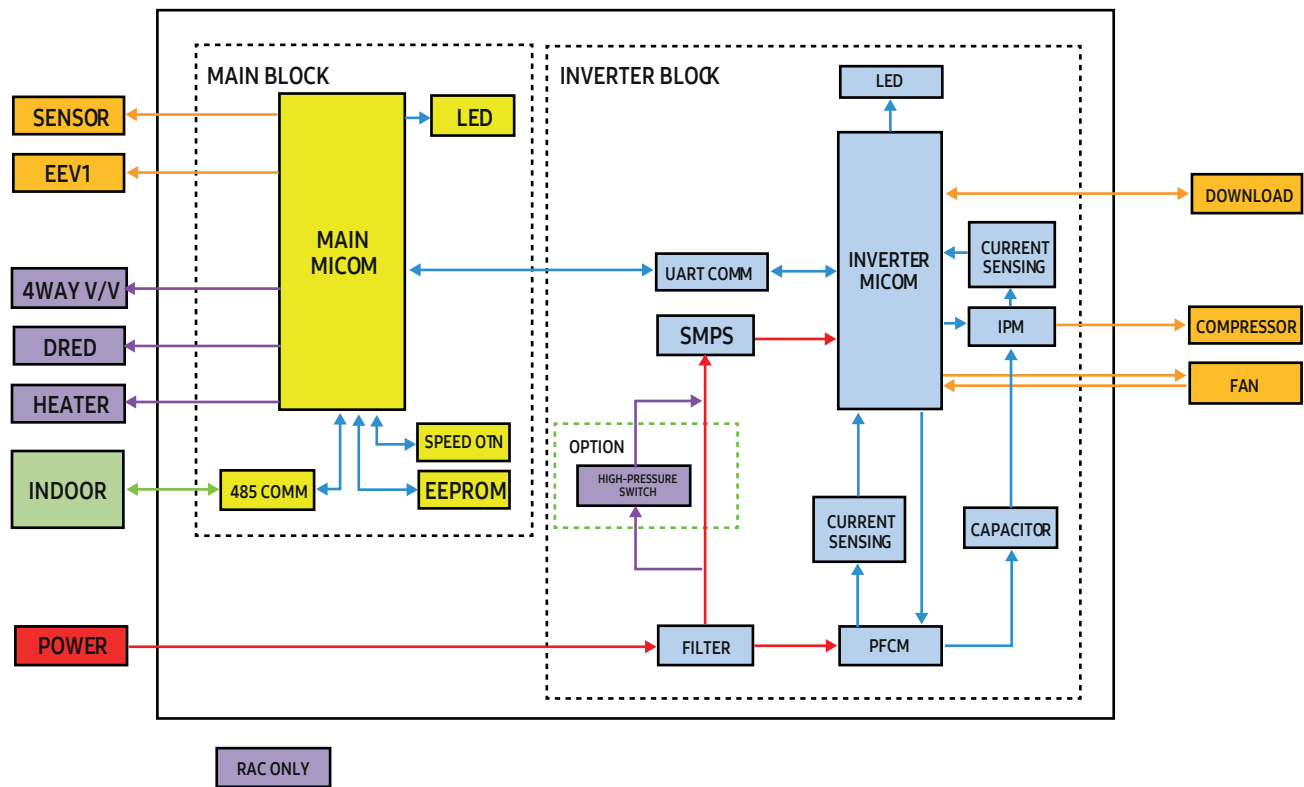 MAIN BLOCK
INVERTER BLOCK
LED
SENSOR
LED
EEV1
DOWNLOAD
MAIN
MICOM
CURRENT
SENSING
INVERTER
MICOM
UART COMM
4WAY V/V
IPM
COMPRESSOR
SMPS
DRED
FAN
HEATER
SPEED OTN
OPTION
HIGH-PRESSURE
SWITCH
INDOOR
485 COMM
EEPROM
CURRENT
SENSING
CAPACITOR
POWER
FILTER
PFCM
RAC ONLY